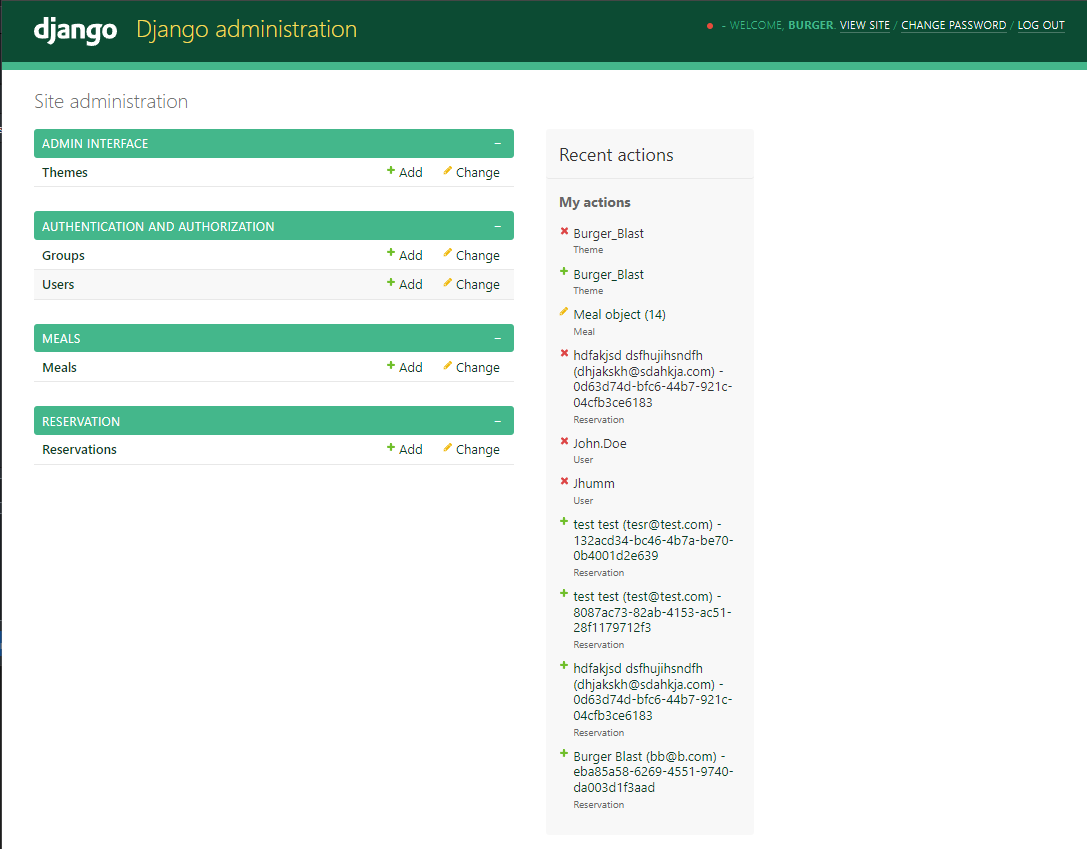 django Django administration
- WELCOME, BURGER. VIEW SITE / CHANGE PASSWORD / LOG OUT
Site administration
ADMIN INTERFACE –
Themes + Add Change
AUTHENTICATION AND AUTHORIZATION –
Groups + Add Change
Users + Add Change
MEALS –
Meals + Add Change
RESERVATION –
Reservations + Add Change
Recent actions
My actions
Burger_Blast
Theme
Burger_Blast
Theme
Meal object (14)
Meal
hdfakjsd dsfhujihsndfh
(dhjakskh@sdahkja.com) -
0d63d74d-bfc6-44b7-921c-
04cfb3ce6183
Reservation
John.Doe
User
Jhumm
User
test test (tesr@test.com) -
132acd34-bc46-4b7a-be70-
0b4001d2e639
Reservation
test test (test@test.com) -
8087ac73-82ab-4153-ac51-
28f1179712f3
Reservation
hdfakjsd dsfhujihsndfh
(dhjakskh@sdahkja.com) -
0d63d74d-bfc6-44b7-921c-
04cfb3ce6183
Reservation
Burger Blast (bb@b.com) -
eba85a58-6269-4551-9740-
da003d1f3aad
Reservation